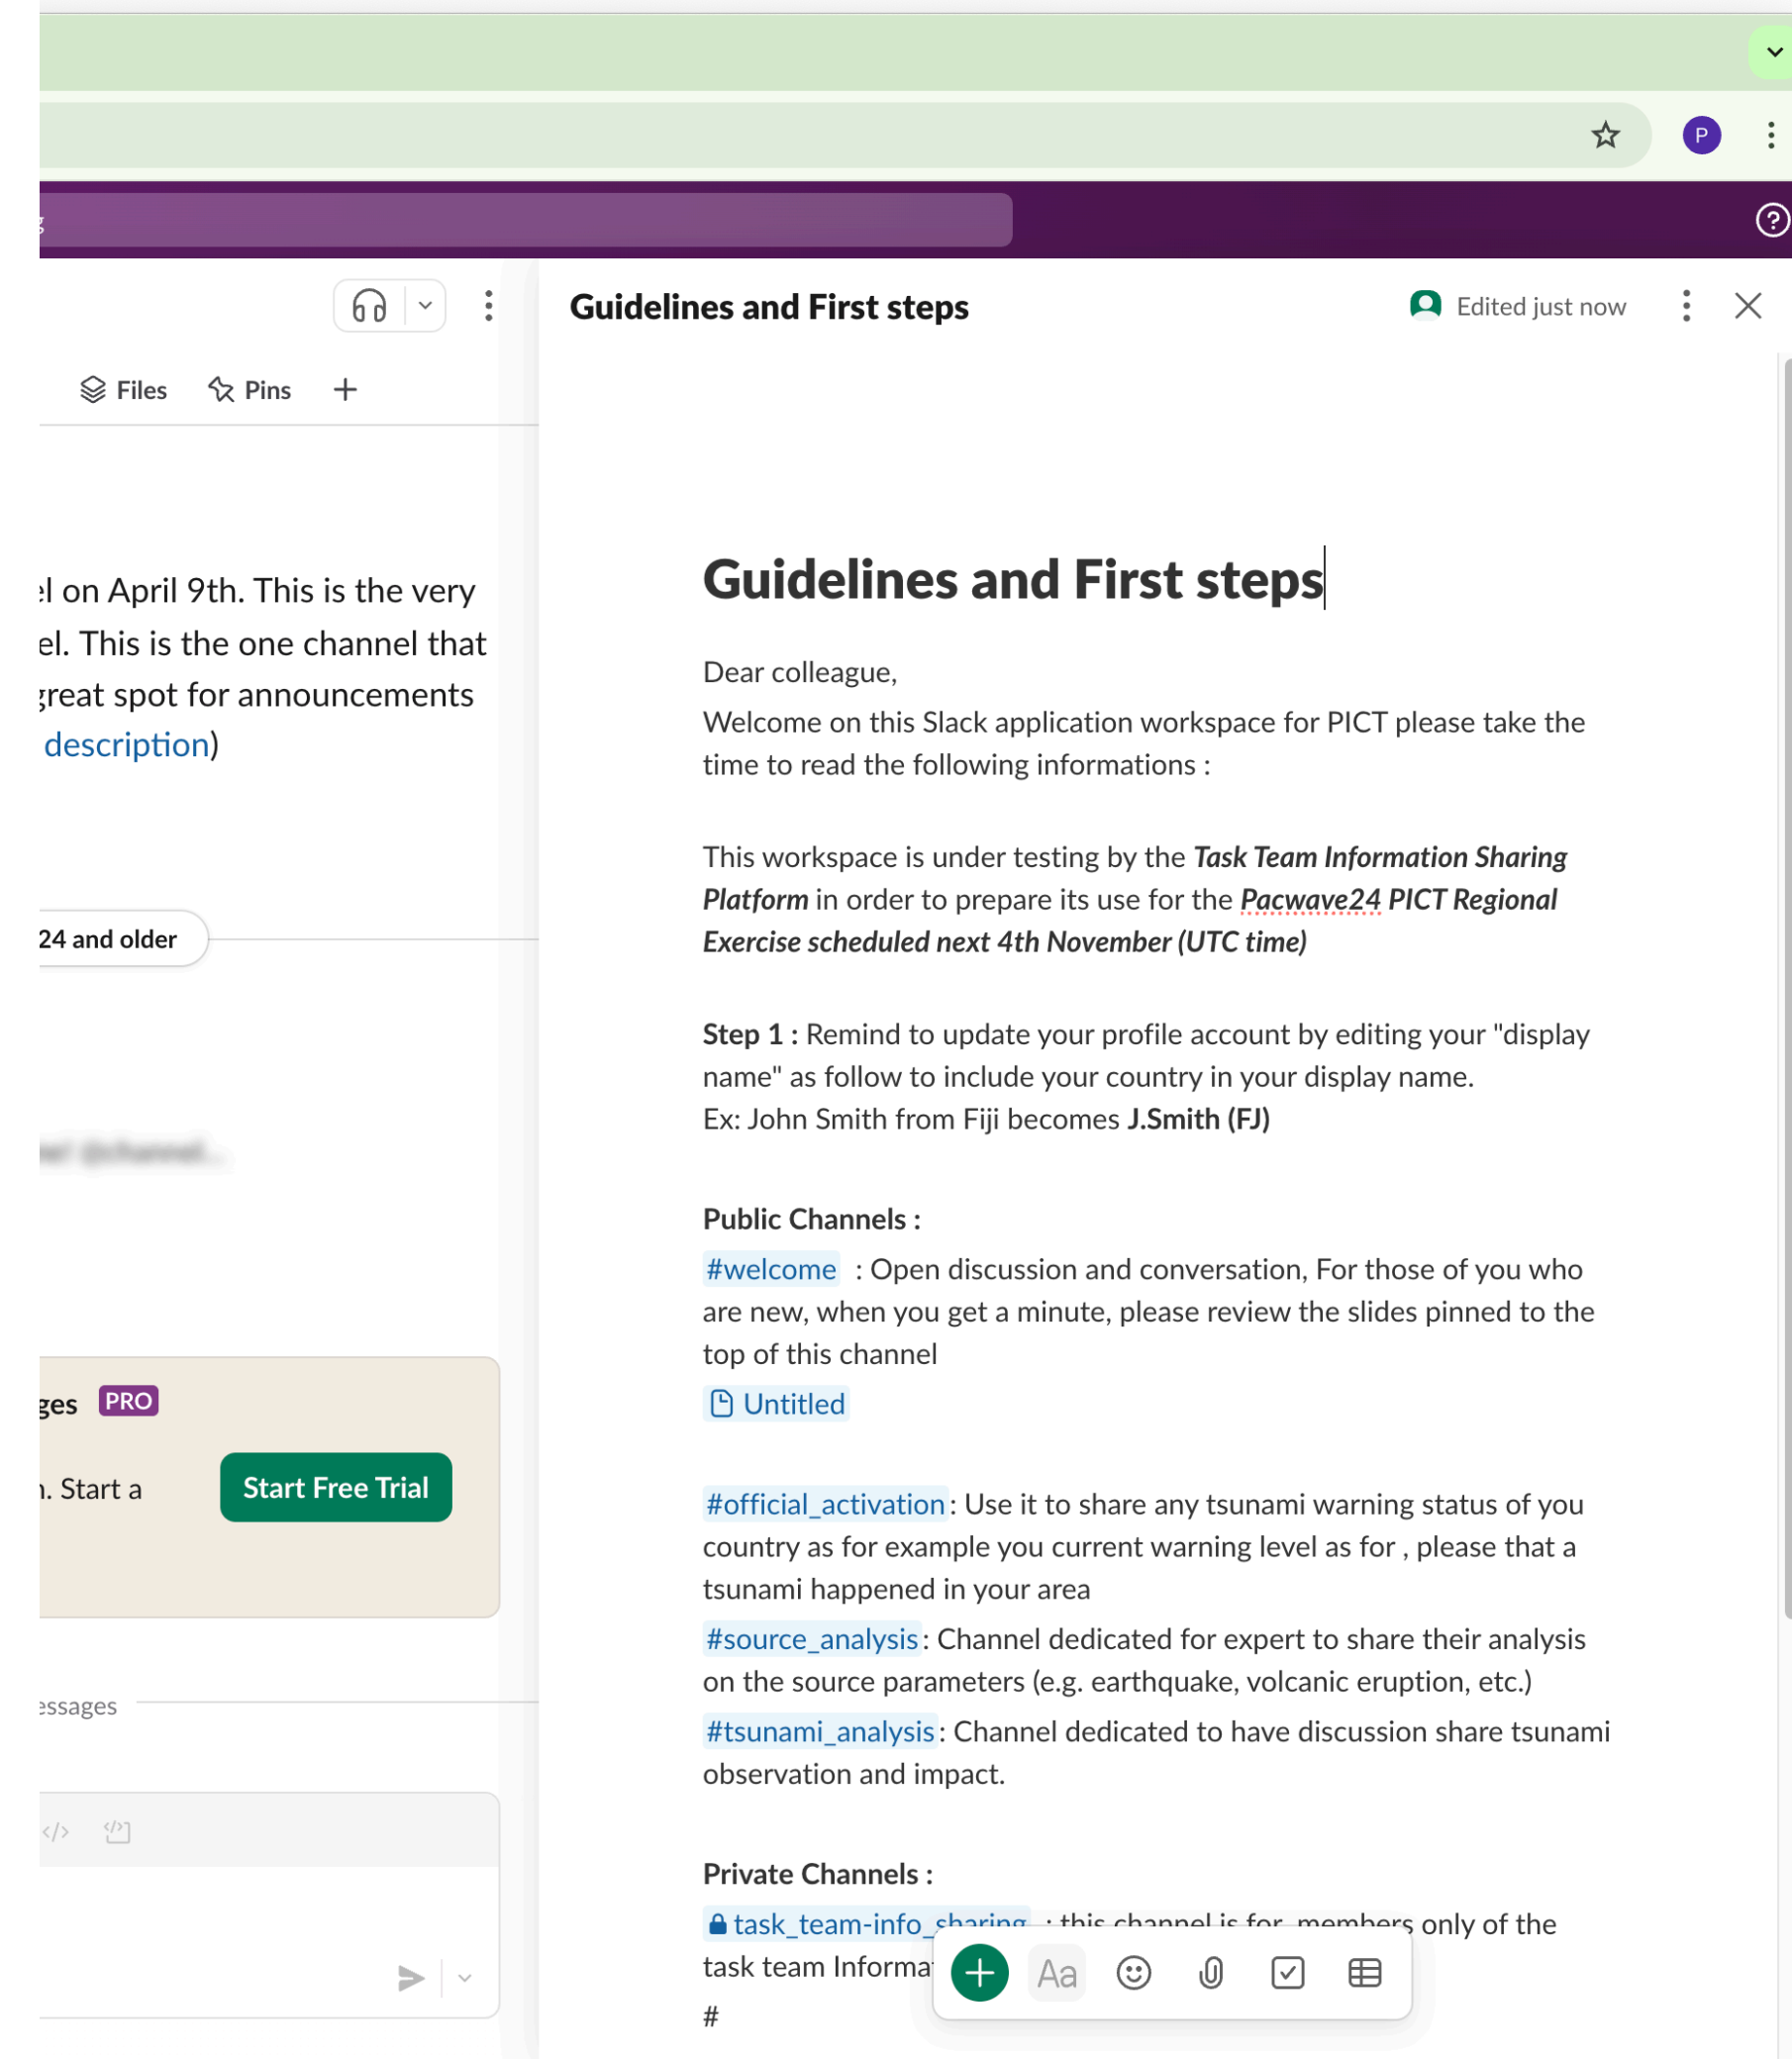 P
Guidelines and First steps
Edited just now
Files Pins
on April 9th. This is the very
This is the one channel that
great spot for announcements
description)
24 and older
PRO
Start a
Start Free Trial
Aa
Guidelines and First steps
Dear colleague,
Welcome on this Slack application workspace for PICT please take the
time to read the following informations :
This workspace is under testing by the Task Team Information Sharing
Platform in order to prepare its use for the Pacwave24 PICT Regional
Exercise scheduled next 4th November (UTC time)
Step 1 : Remind to update your profile account by editing your "display
name" as follow to include your country in your display name.
Ex: John Smith from Fiji becomes J.Smith (FJ)
Public Channels :
#welcome : Open discussion and conversation, For those of you who
are new, when you get a minute, please review the slides pinned to the
top of this channel
Untitled
#official_activation: Use it to share any tsunami warning status of you
country as for example you current warning level as for , please that a
tsunami happened in your area
#source_analysis: Channel dedicated for expert to share their analysis
on the source parameters (e.g. earthquake, volcanic eruption, etc.)
#tsunami_analysis: Channel dedicated to have discussion share tsunami
observation and impact.
Private Channels :
task_team-info_sharing : this channel is for members only of the
task team
#